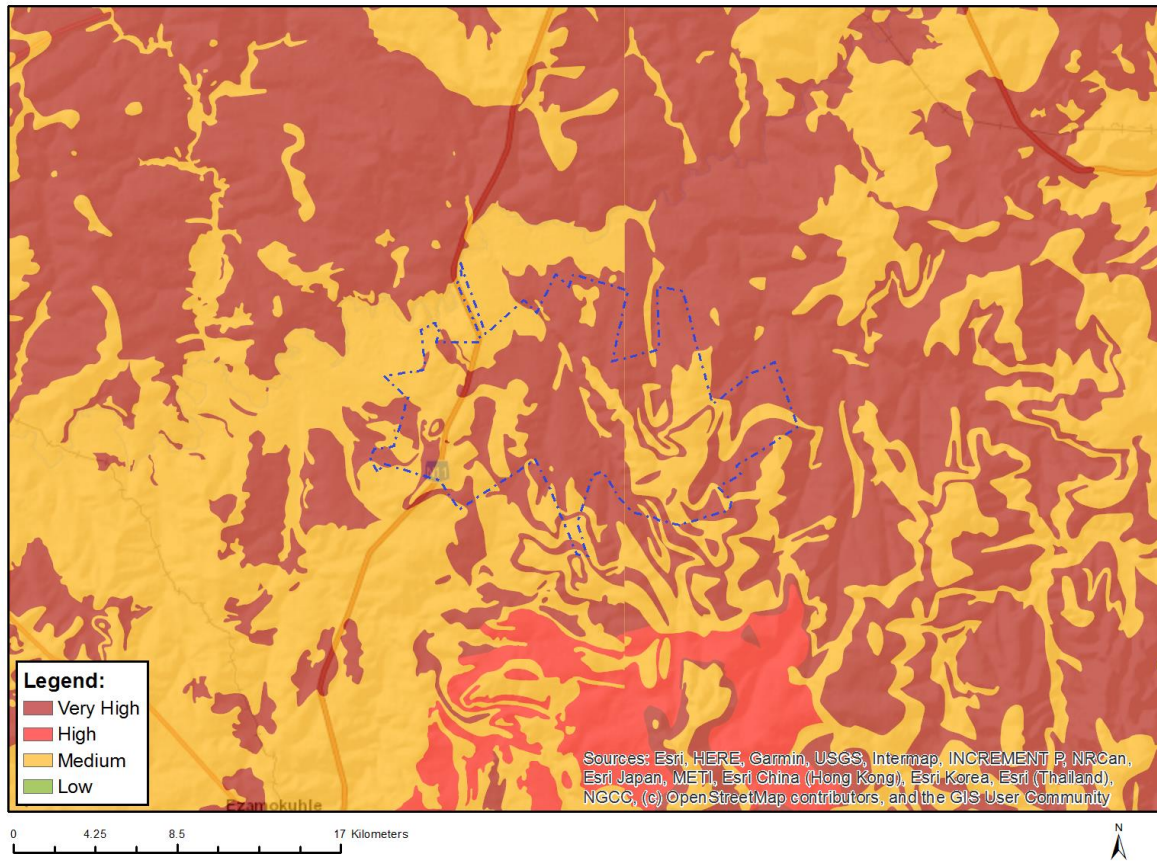 N11
Legend:
Very High
High
Medium
Low
Ezamokuhle
Sources: Esri, HERE, Garmin, USGS, Intermap, INCREMENT P, NRCan,
Esri Japan, METI, Esri China (Hong Kong), Esri Korea, Esri (Thailand),
NGCC, (c) OpenStreetMap contributors, and the GIS User Community
0 4.25 8.5 17 Kilometers
N